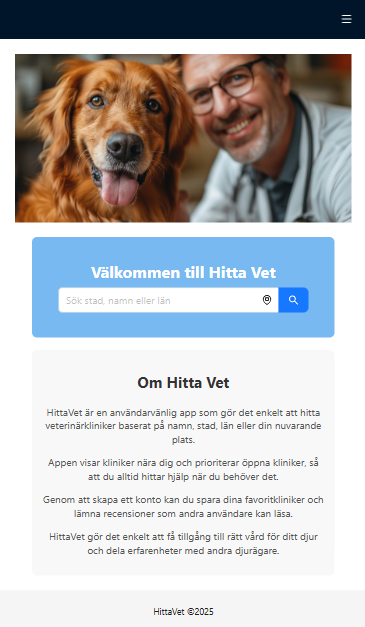 Välkommen till Hitta Vet
Sök stad, namn eller län
Om Hitta Vet
HittaVet är en användarvänlig app som gör det enkelt att hitta
veterinärkliniker baserat på namn, stad, län eller din nuvarande
plats.
Appen visar kliniker nära dig och prioriterar öppna kliniker, så
att du alltid hittar hjälp när du behöver det.
Genom att skapa ett konto kan du spara dina favoritkliniker och
lämna recensioner som andra användare kan läsa.
HittaVet gör det enkelt att få tillgång till rätt vård för ditt djur
och dela erfarenheter med andra djurägare.
HittaVet ©2025